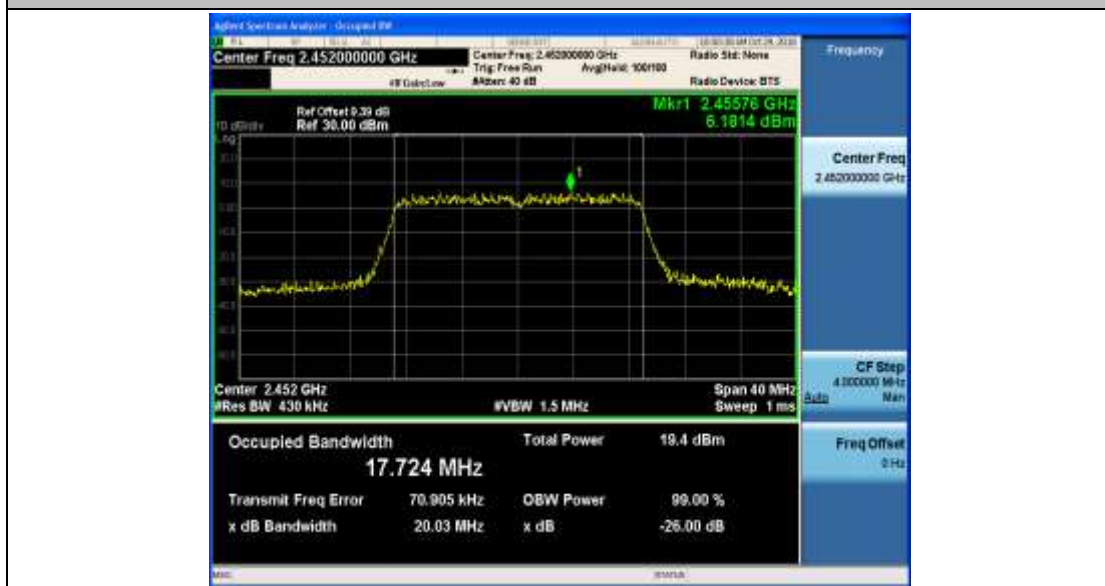 Agilent Spectrum Analyzer - Occupied BW
Center Freq 2.452000000 GHz
Center Freq: 2.452000000 GHz
Radio Std: None
Trig: Free Run
Avg|Hold: 100/100
#IFGain:Low
#Atten: 40 dB
Radio Device: BTS
Frequency
Mkr1 2.45576 GHz
6.1814 dBm
Ref Offset 9.39 dB
10 dB/div
Ref 30.00 dBm
Log
1
Center Freq
2.452000000 GHz
Center 2.452 GHz
Span 40 MHz
#Res BW 430 kHz
#VBW 1.5 MHz
Sweep 1 ms
CF Step
4.000000 MHz
Auto Man
Occupied Bandwidth
Total Power
19.4 dBm
17.724 MHz
Freq Offset
0 Hz
Transmit Freq Error
70.905 kHz
OBW Power
99.00 %
x dB Bandwidth
20.03 MHz
x dB
-26.00 dB
MSG
STATUS